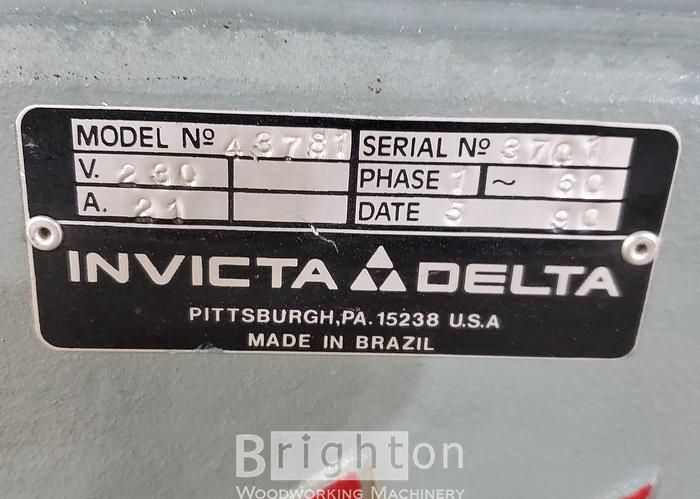 MODEL Nº 43781 SERIAL Nº 3701
V. 230 PHASE 1 ~ 60
A. 21 DATE 5 90
INVICTA DELTA
PITTSBURGH,PA. 15238 U.S.A
MADE IN BRAZIL
Brighton
WOODWORKING MACHINERY